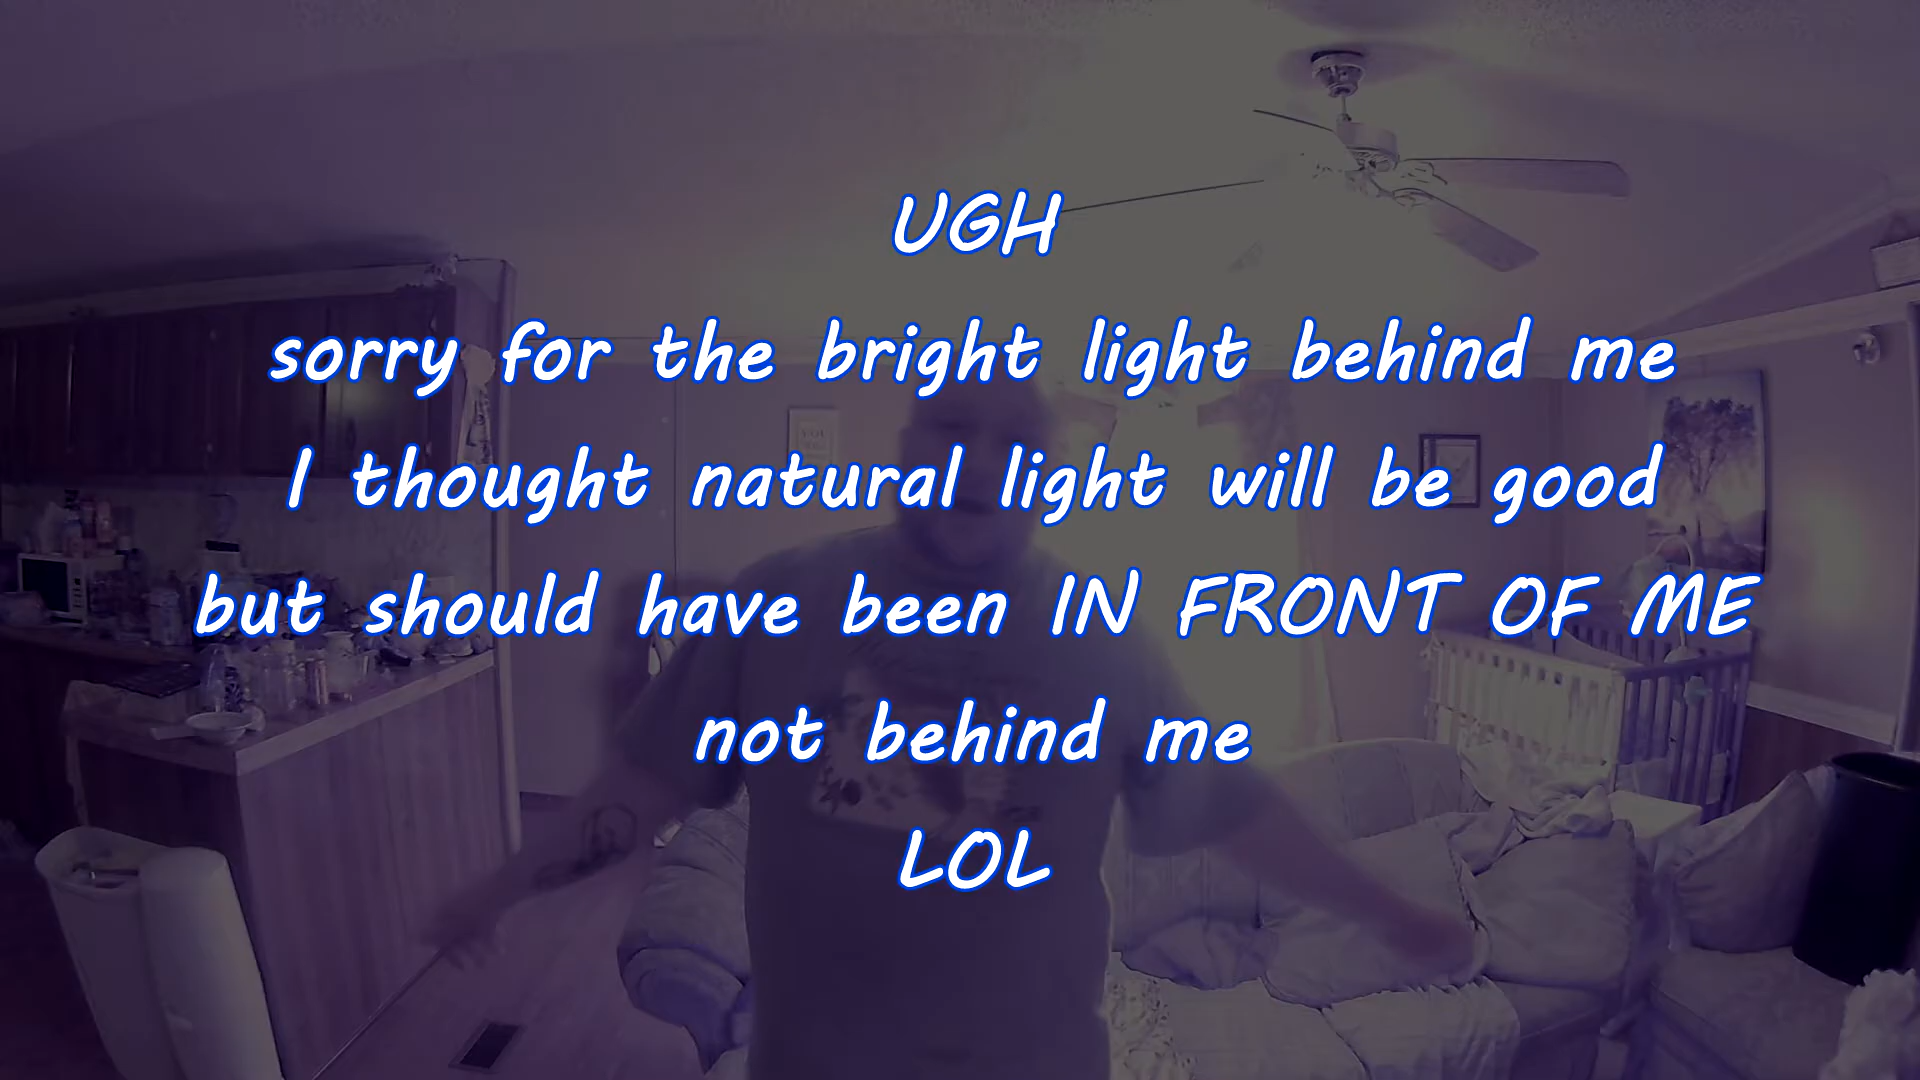 UGH
sorry for the bright light behind me
I thought natural light will be good
but should have been IN FRONT OF ME
not behind me
LOL